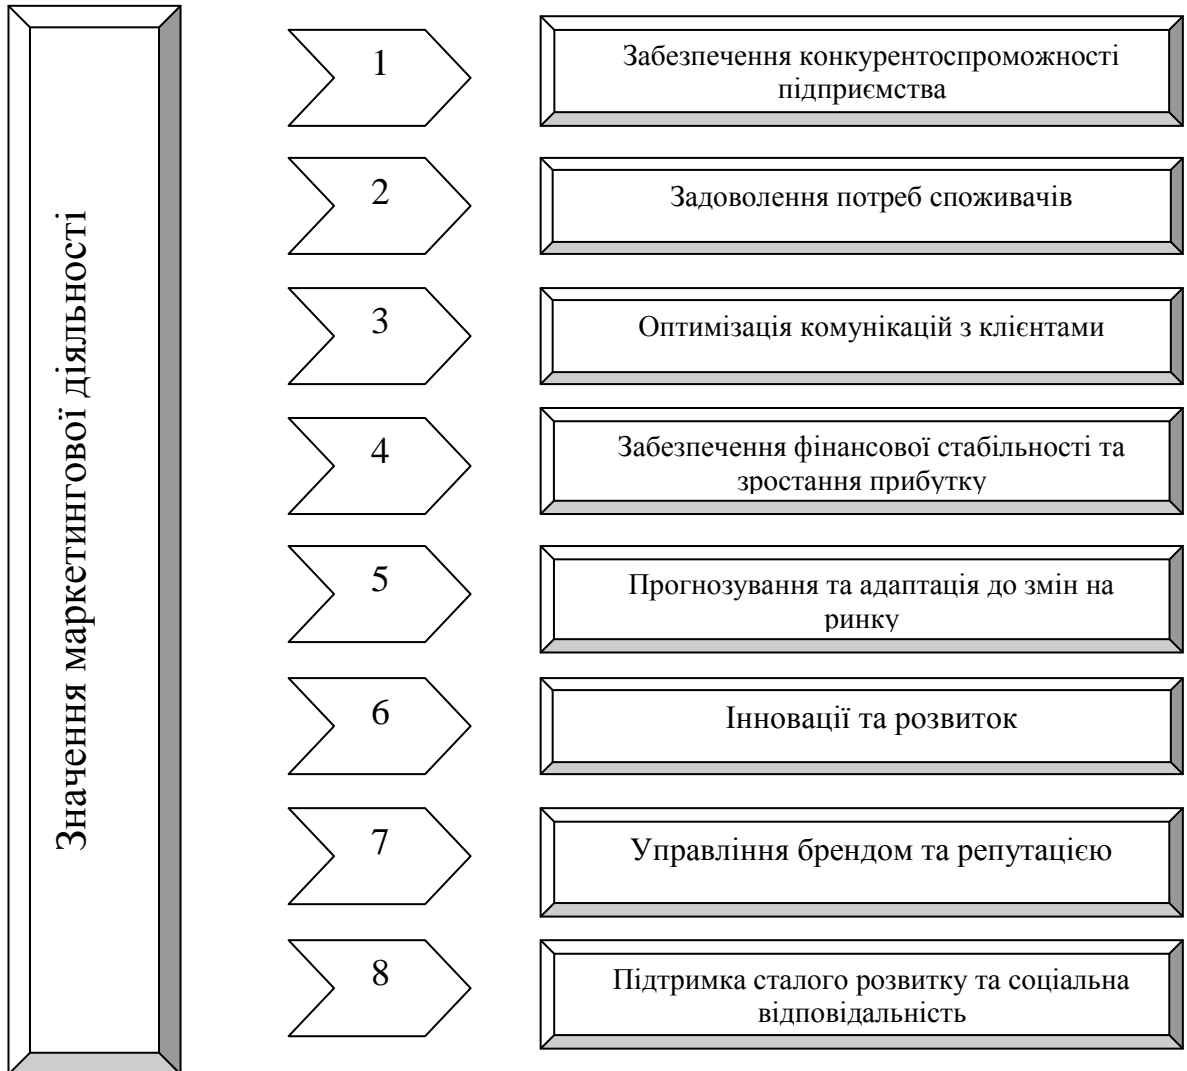 Значення маркетингової діяльності
1
Забезпечення конкурентоспроможності
підприємства
2
Задоволення потреб споживачів
3
Оптимізація комунікацій з клієнтами
4
Забезпечення фінансової стабільності та
зростання прибутку
5
Прогнозування та адаптація до змін на
ринку
6
Інновації та розвиток
7
Управління брендом та репутацією
8
Підтримка сталого розвитку та соціальна
відповідальність